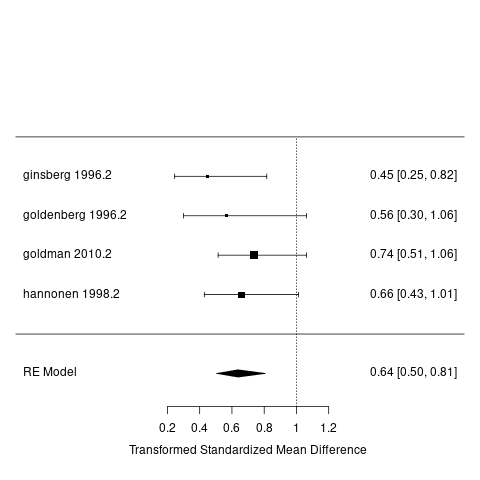 ginsberg 1996.2 0.45 [0.25, 0.82]
goldenberg 1996.2 0.56 [0.30, 1.06]
goldman 2010.2 0.74 [0.51, 1.06]
hannonen 1998.2 0.66 [0.43, 1.01]
RE Model 0.64 [0.50, 0.81]
0.2 0.4 0.6 0.8 1 1.2
Transformed Standardized Mean Difference